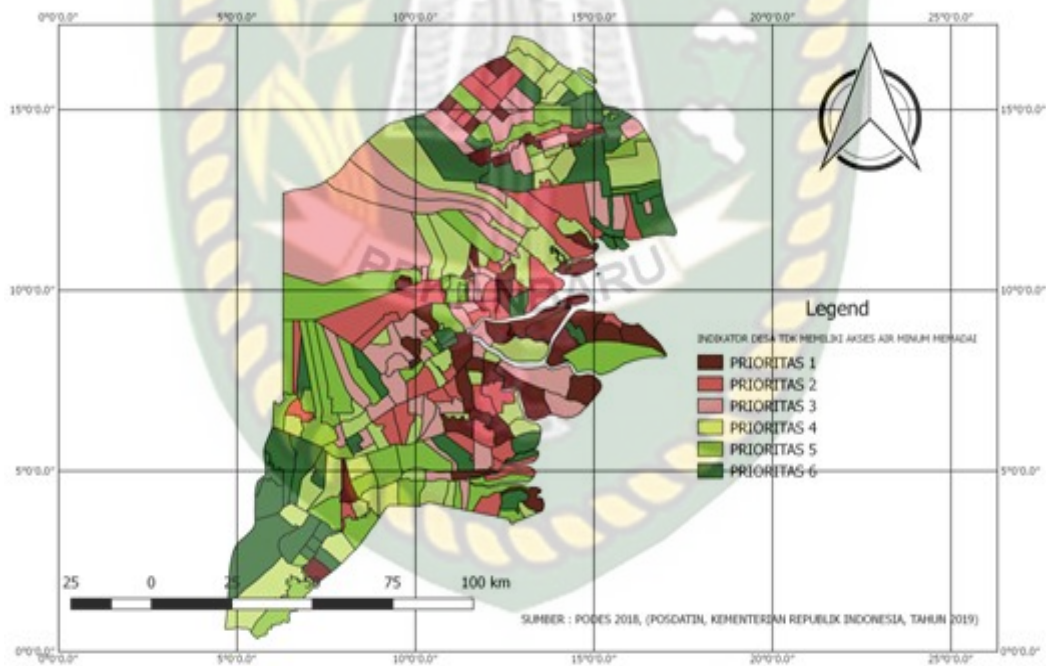 0°0'0.0" 5°0'0.0" 10°0'0.0" 15°0'0.0" 20°0'0.0" 25°0'0.0"
15°0'0.0" 15°0'0.0"
10°0'0.0" 10°0'0.0"
Legend
INDIKATOR DESA TDK MEMILIKI AKSES AIR MINUM MEMADAI
PRIORITAS 1
PRIORITAS 2
PRIORITAS 3
PRIORITAS 4
PRIORITAS 5
PRIORITAS 6
5°0'0.0" 5°0'0.0"
25 0 25 50 75 100 km
SUMBER : PODES 2018, (POSDATIN, KEMENTERIAN REPUBLIK INDONESIA, TAHUN 2019)
0°0'0.0" 0°0'0.0"
0°0'0.0" 5°0'0.0" 10°0'0.0" 15°0'0.0" 20°0'0.0" 25°0'0.0"